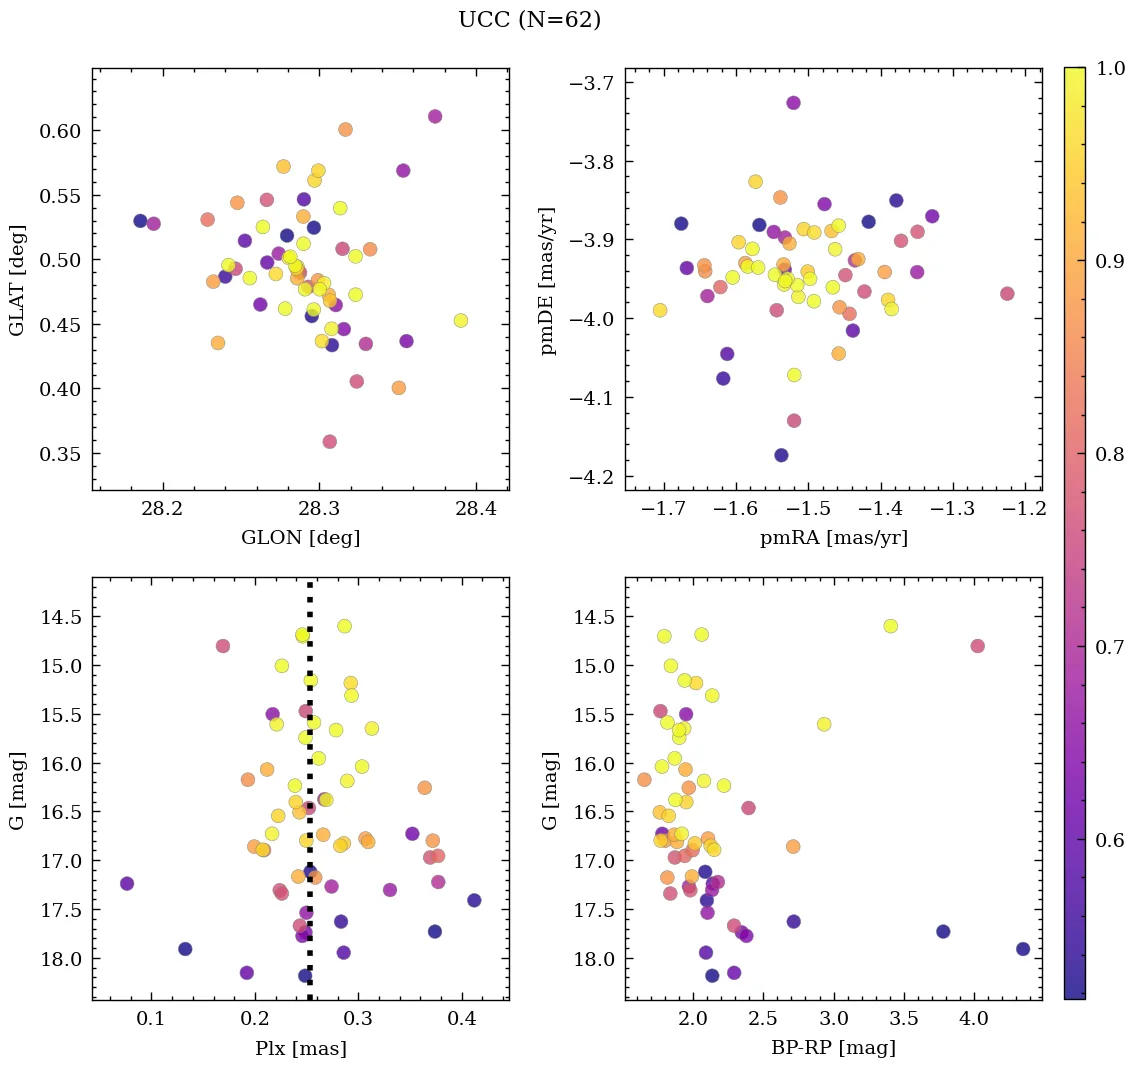 UCC (N=62)
0.60
0.55
0.50
0.45
0.40
0.35
GLAT [deg]
28.2 28.3 28.4
GLON [deg]
−3.7
−3.8
−3.9
−4.0
−4.1
−4.2
pmDE [mas/yr]
−1.7 −1.6 −1.5 −1.4 −1.3 −1.2
pmRA [mas/yr]
1.0
0.9
0.8
0.7
0.6
14.5
15.0
15.5
16.0
16.5
17.0
17.5
18.0
G [mag]
0.1 0.2 0.3 0.4
Plx [mas]
14.5
15.0
15.5
16.0
16.5
17.0
17.5
18.0
G [mag]
2.0 2.5 3.0 3.5 4.0
BP-RP [mag]